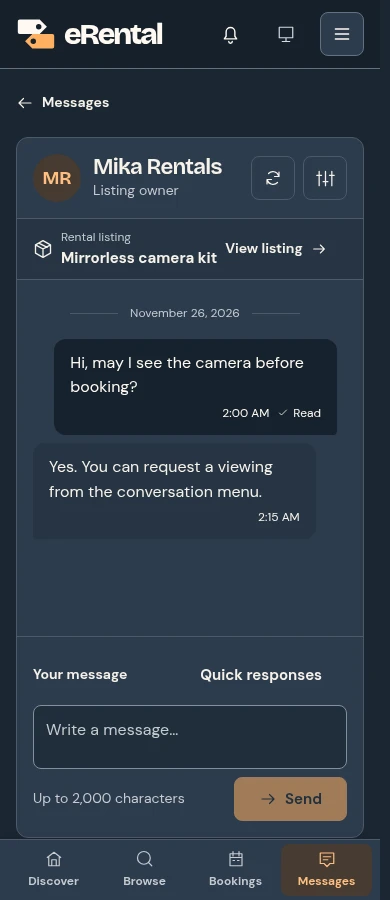 eRental
Messages
MR
Mika Rentals
Listing owner
Rental listing
Mirrorless camera kit
View listing
November 26, 2026
Hi, may I see the camera before
booking?
2:00 AM Read
Yes. You can request a viewing
from the conversation menu.
2:15 AM
Your message
Quick responses
Write a message...
Up to 2,000 characters
Send
Discover
Browse
Bookings
Messages